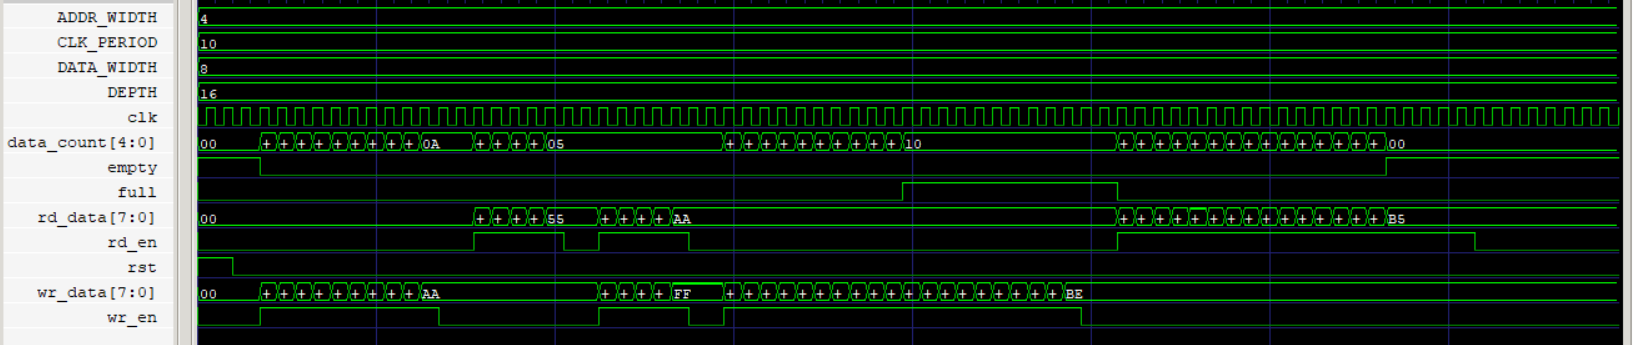 ADDR_WIDTH 4
CLK_PERIOD 10
DATA_WIDTH 8
DEPTH 16
clk
data_count[4:0] 00 + + + + + + + + + 0A + + + + 05 + + + + + + + + + + 10 + + + + + + + + + + + + + + + 00
empty
full
rd_data[7:0] 00 + + + + 55 + + + + AA + + + + + + + + + + + + + + + B5
rd_en
rst
wr_data[7:0] 00 + + + + + + + + + AA + + + + FF + + + + + + + + + + + + + + + + + + + BE
wr_en